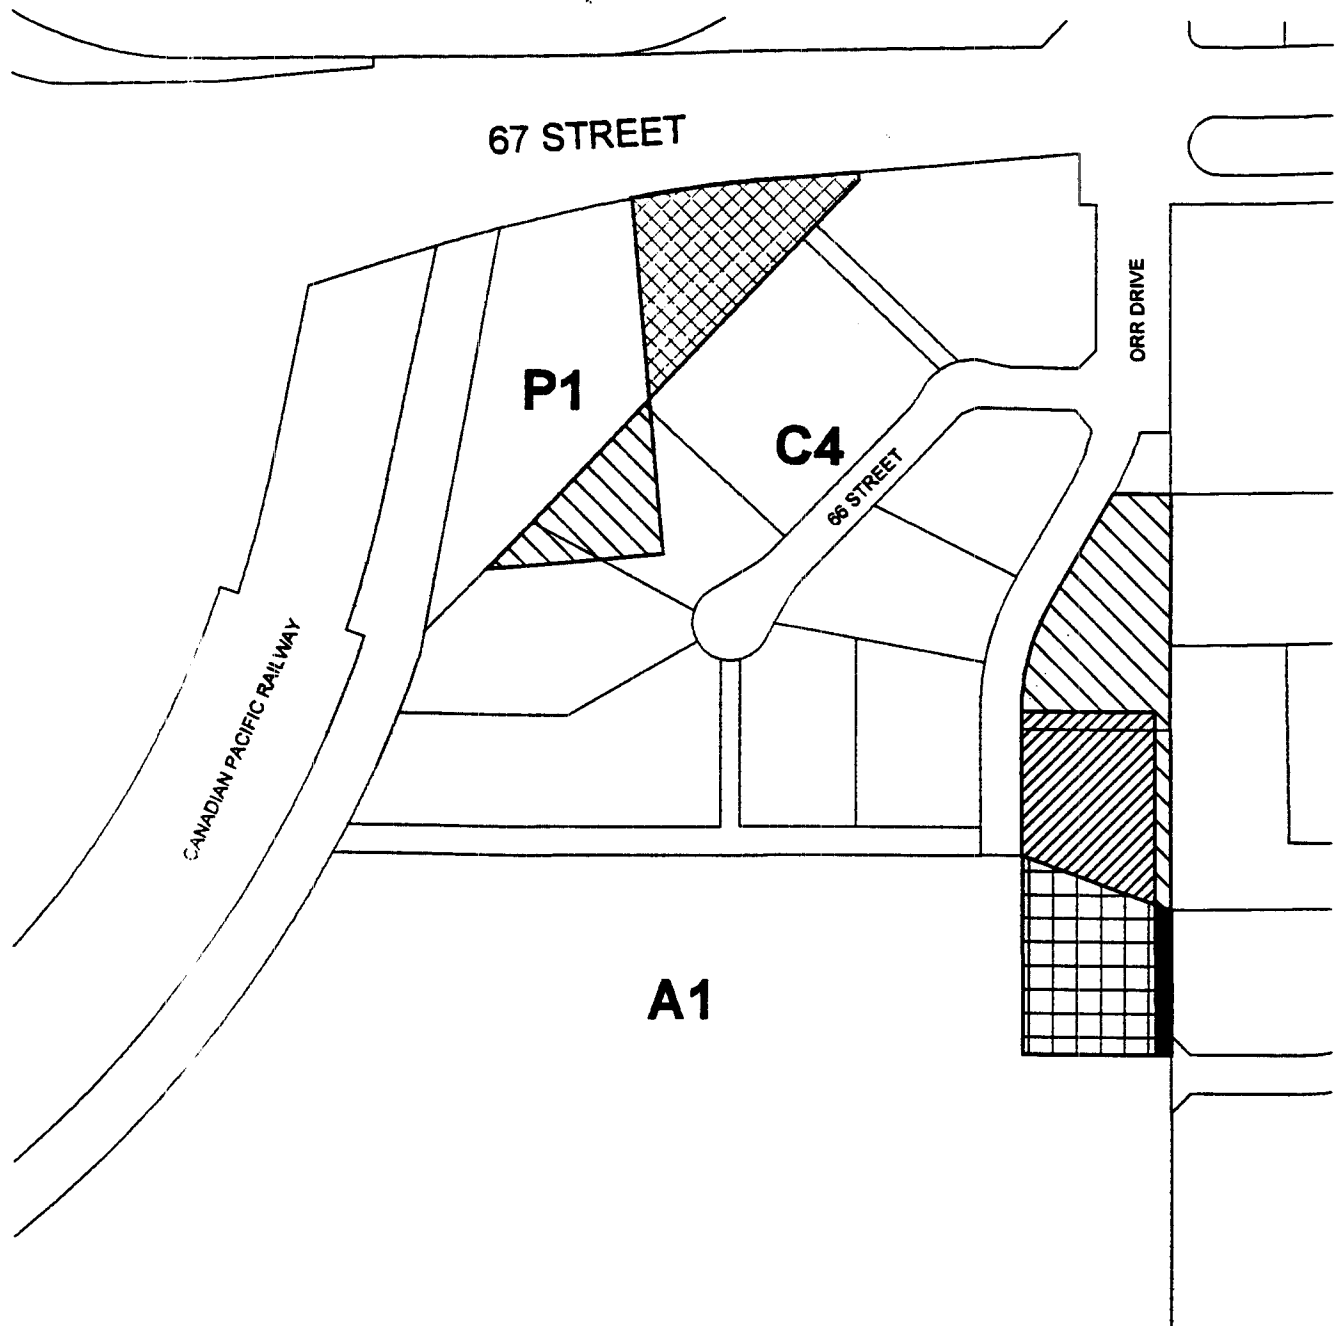 67 STREET
ORR DRIVE
P1
C4
66 STREET
CANADIAN PACIFIC RAILWAY
A1